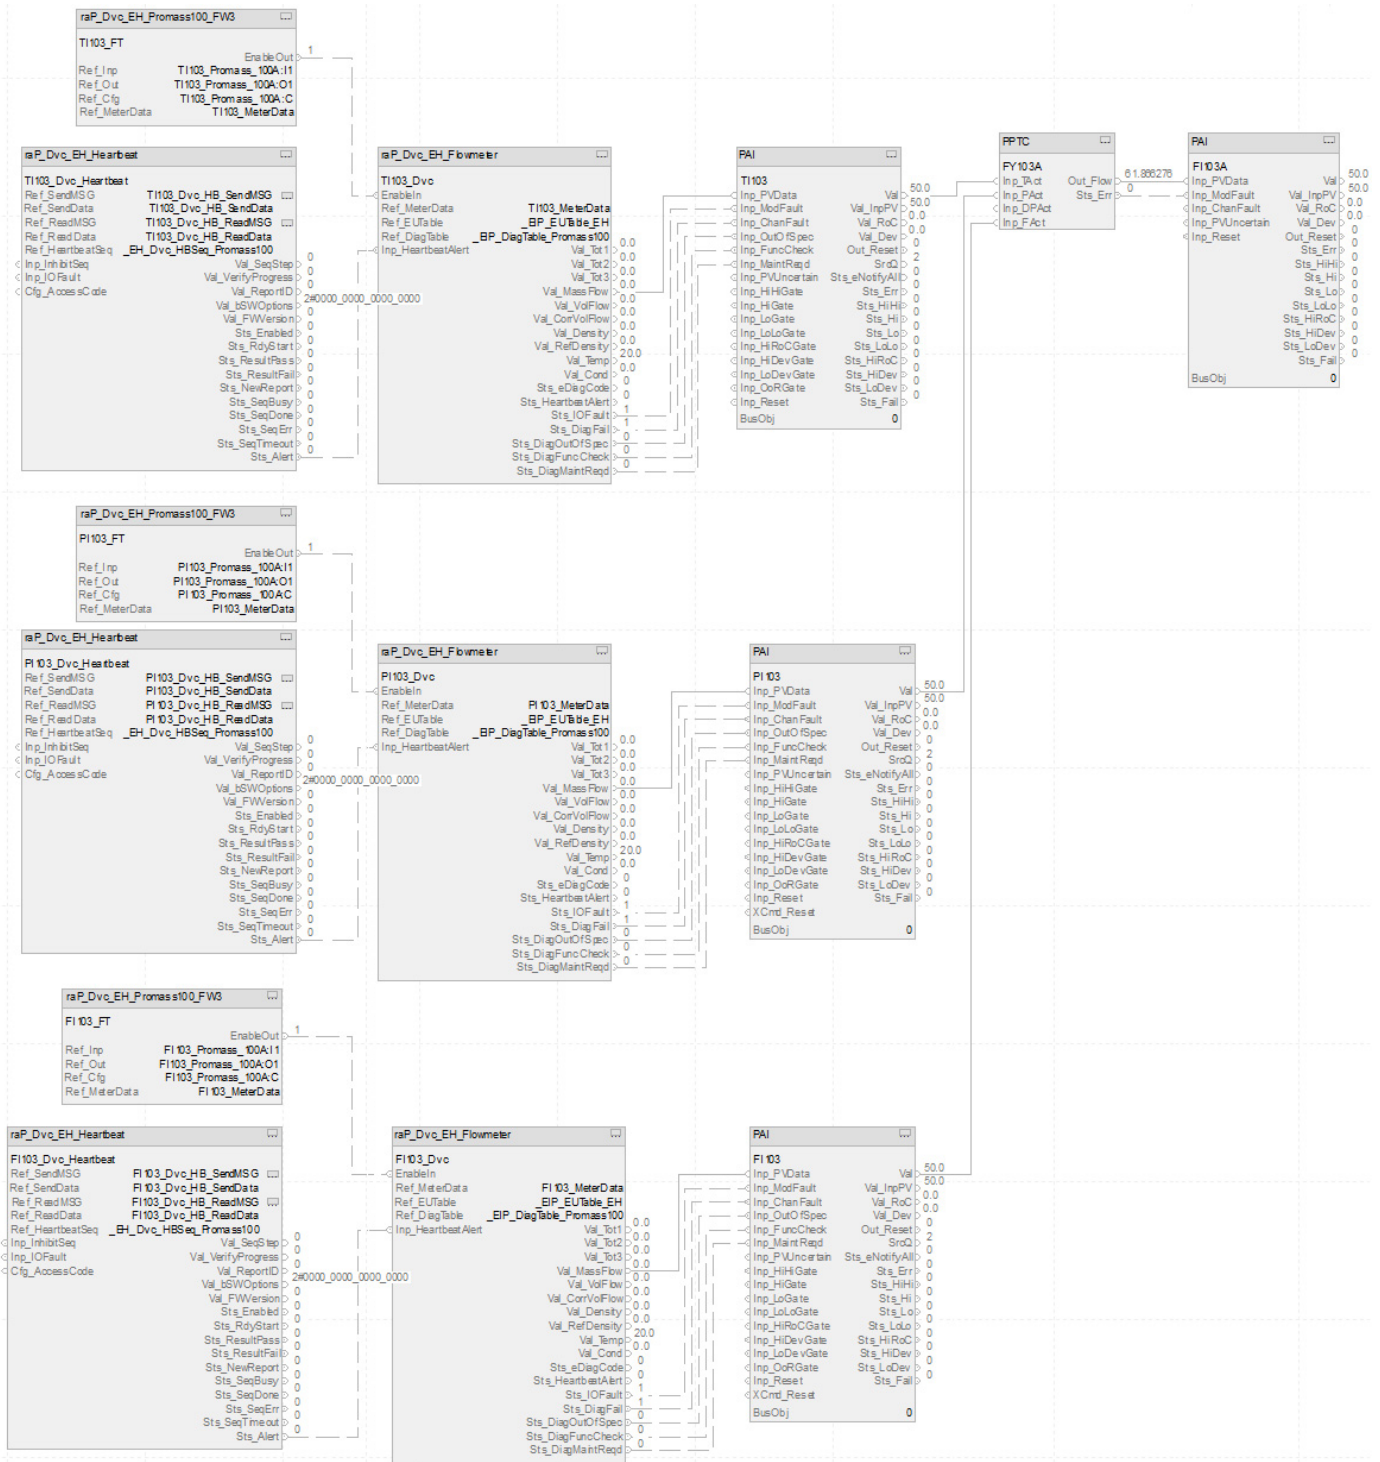 raP_Dvc_EH_Promass100_FW3
TI103_FT
EnableOut 1
Ref_Inp TI103_Promass_100A:I1
Ref_Out TI103_Promass_100A:O1
Ref_Cfg TI103_Promass_100A:C
Ref_MeterData TI103_MeterData
raP_Dvc_EH_Heartbeat
TI103_Dvc_Heartbeat
Ref_SendMSG TI103_Dvc_HB_SendMSG
Ref_SendData TI103_Dvc_HB_SendData
Ref_ReadMSG TI103_Dvc_HB_ReadMSG
Ref_ReadData TI103_Dvc_HB_ReadData
Ref_HeartbeatSeq _EH_Dvc_HBSeq_Promass100
Inp_InhibitSeq Val_SeqStep 0
Inp_IOFault Val_VerifyProgress 0
Cfg_AccessCode Val_ReportID 0
Val_bSWOptions 2#0000_0000_0000_0000
Val_FWVersion 0
Sts_Enabled 0
Sts_RdyStart 0
Sts_ResultPass 0
Sts_ResultFail 0
Sts_NewReport 0
Sts_SeqBusy 0
Sts_SeqDone 0
Sts_SeqErr 0
Sts_SeqTimeout 0
Sts_Alert 0
raP_Dvc_EH_Flowmeter
TI103_Dvc
EnableIn
Ref_MeterData TI103_MeterData
Ref_EUTable _EIP_EUTable_EH
Ref_DiagTable _EIP_DiagTable_Promass100
Inp_HeartbeatAlert Val_Tot1 0.0
Val_Tot2 0.0
Val_Tot3 0.0
Val_MassFlow 0.0
Val_VolFlow 0.0
Val_CorrVolFlow 0.0
Val_Density 0.0
Val_RefDensity 0.0
Val_Temp 20.0
Val_Cond 0.0
Sts_eDiagCode 0
Sts_HeartbeatAlert 0
Sts_IOFault 1
Sts_DiagFail 1
Sts_DiagOutOfSpec 0
Sts_DiagFuncCheck 0
Sts_DiagMaintReqd 0
PAI
TI103
Inp_PVData Val 50.0
Inp_ModFault Val_InpPV 50.0
Inp_ChanFault Val_RoC 0.0
Inp_OutOfSpec Val_Dev 0.0
Inp_FuncCheck Out_Reset 0
Inp_MaintReqd SrcQ 2
Inp_PVUncertain Sts_eNotifyAll 0
Inp_HiHiGate Sts_Err 0
Inp_HiGate Sts_HiHi 0
Inp_LoGate Sts_Hi 0
Inp_LoLoGate Sts_Lo 0
Inp_HiRoCGate Sts_LoLo 0
Inp_HiDevGate Sts_HiRoC 0
Inp_LoDevGate Sts_HiDev 0
Inp_OoRGate Sts_LoDev 0
Inp_Reset Sts_Fail 0
BusObj 0
PPTC
FY103A
Inp_TAct Out_Flow 61.866276
Inp_PAct Sts_Err 0
Inp_DPAct
Inp_FAct
PAI
FI103A
Inp_PVData Val 50.0
Inp_ModFault Val_InpPV 50.0
Inp_ChanFault Val_RoC 0.0
Inp_PVUncertain Val_Dev 0.0
Inp_Reset Out_Reset 0
Sts_Err 0
Sts_HiHi 0
Sts_Hi 0
Sts_Lo 0
Sts_LoLo 0
Sts_HiRoC 0
Sts_HiDev 0
Sts_LoDev 0
Sts_Fail 0
BusObj 0
raP_Dvc_EH_Promass100_FW3
PI103_FT
EnableOut 1
Ref_Inp PI103_Promass_100A:I1
Ref_Out PI103_Promass_100A:O1
Ref_Cfg PI103_Promass_100A:C
Ref_MeterData PI103_MeterData
raP_Dvc_EH_Heartbeat
PI103_Dvc_Heartbeat
Ref_SendMSG PI103_Dvc_HB_SendMSG
Ref_SendData PI103_Dvc_HB_SendData
Ref_ReadMSG PI103_Dvc_HB_ReadMSG
Ref_ReadData PI103_Dvc_HB_ReadData
Ref_HeartbeatSeq _EH_Dvc_HBSeq_Promass100
Inp_InhibitSeq Val_SeqStep 0
Inp_IOFault Val_VerifyProgress 0
Cfg_AccessCode Val_ReportID 0
Val_bSWOptions 2#0000_0000_0000_0000
Val_FWVersion 0
Sts_Enabled 0
Sts_RdyStart 0
Sts_ResultPass 0
Sts_ResultFail 0
Sts_NewReport 0
Sts_SeqBusy 0
Sts_SeqDone 0
Sts_SeqErr 0
Sts_SeqTimeout 0
Sts_Alert 0
raP_Dvc_EH_Flowmeter
PI103_Dvc
EnableIn
Ref_MeterData PI103_MeterData
Ref_EUTable _EIP_EUTable_EH
Ref_DiagTable _EIP_DiagTable_Promass100
Inp_HeartbeatAlert Val_Tot1 0.0
Val_Tot2 0.0
Val_Tot3 0.0
Val_MassFlow 0.0
Val_VolFlow 0.0
Val_CorrVolFlow 0.0
Val_Density 0.0
Val_RefDensity 0.0
Val_Temp 20.0
Val_Cond 0.0
Sts_eDiagCode 0
Sts_HeartbeatAlert 0
Sts_IOFault 1
Sts_DiagFail 1
Sts_DiagOutOfSpec 0
Sts_DiagFuncCheck 0
Sts_DiagMaintReqd 0
PAI
PI103
Inp_PVData Val 50.0
Inp_ModFault Val_InpPV 50.0
Inp_ChanFault Val_RoC 0.0
Inp_OutOfSpec Val_Dev 0.0
Inp_FuncCheck Out_Reset 0
Inp_MaintReqd SrcQ 2
Inp_PVUncertain Sts_eNotifyAll 0
Inp_HiHiGate Sts_Err 0
Inp_HiGate Sts_HiHi 0
Inp_LoGate Sts_Hi 0
Inp_LoLoGate Sts_Lo 0
Inp_HiRoCGate Sts_LoLo 0
Inp_HiDevGate Sts_HiRoC 0
Inp_LoDevGate Sts_HiDev 0
Inp_OoRGate Sts_LoDev 0
Inp_Reset Sts_Fail 0
XCmd_Reset
BusObj 0
raP_Dvc_EH_Promass100_FW3
FI103_FT
EnableOut 1
Ref_Inp FI103_Promass_100A:I1
Ref_Out FI103_Promass_100A:O1
Ref_Cfg FI103_Promass_100A:C
Ref_MeterData FI103_MeterData
raP_Dvc_EH_Heartbeat
FI103_Dvc_Heartbeat
Ref_SendMSG FI103_Dvc_HB_SendMSG
Ref_SendData FI103_Dvc_HB_SendData
Ref_ReadMSG FI103_Dvc_HB_ReadMSG
Ref_ReadData FI103_Dvc_HB_ReadData
Ref_HeartbeatSeq _EH_Dvc_HBSeq_Promass100
Inp_InhibitSeq Val_SeqStep 0
Inp_IOFault Val_VerifyProgress 0
Cfg_AccessCode Val_ReportID 0
Val_bSWOptions 2#0000_0000_0000_0000
Val_FWVersion 0
Sts_Enabled 0
Sts_RdyStart 0
Sts_ResultPass 0
Sts_ResultFail 0
Sts_NewReport 0
Sts_SeqBusy 0
Sts_SeqDone 0
Sts_SeqErr 0
Sts_SeqTimeout 0
Sts_Alert 0
raP_Dvc_EH_Flowmeter
FI103_Dvc
EnableIn
Ref_MeterData FI103_MeterData
Ref_EUTable _EIP_EUTable_EH
Ref_DiagTable _EIP_DiagTable_Promass100
Inp_HeartbeatAlert Val_Tot1 0.0
Val_Tot2 0.0
Val_Tot3 0.0
Val_MassFlow 0.0
Val_VolFlow 0.0
Val_CorrVolFlow 0.0
Val_Density 0.0
Val_RefDensity 0.0
Val_Temp 20.0
Val_Cond 0.0
Sts_eDiagCode 0
Sts_HeartbeatAlert 0
Sts_IOFault 1
Sts_DiagFail 1
Sts_DiagOutOfSpec 0
Sts_DiagFuncCheck 0
Sts_DiagMaintReqd 0
PAI
FI103
Inp_PVData Val 50.0
Inp_ModFault Val_InpPV 50.0
Inp_ChanFault Val_RoC 0.0
Inp_OutOfSpec Val_Dev 0.0
Inp_FuncCheck Out_Reset 0
Inp_MaintReqd SrcQ 2
Inp_PVUncertain Sts_eNotifyAll 0
Inp_HiHiGate Sts_Err 0
Inp_HiGate Sts_HiHi 0
Inp_LoGate Sts_Hi 0
Inp_LoLoGate Sts_Lo 0
Inp_HiRoCGate Sts_LoLo 0
Inp_HiDevGate Sts_HiRoC 0
Inp_LoDevGate Sts_HiDev 0
Inp_OoRGate Sts_LoDev 0
Inp_Reset Sts_Fail 0
XCmd_Reset
BusObj 0